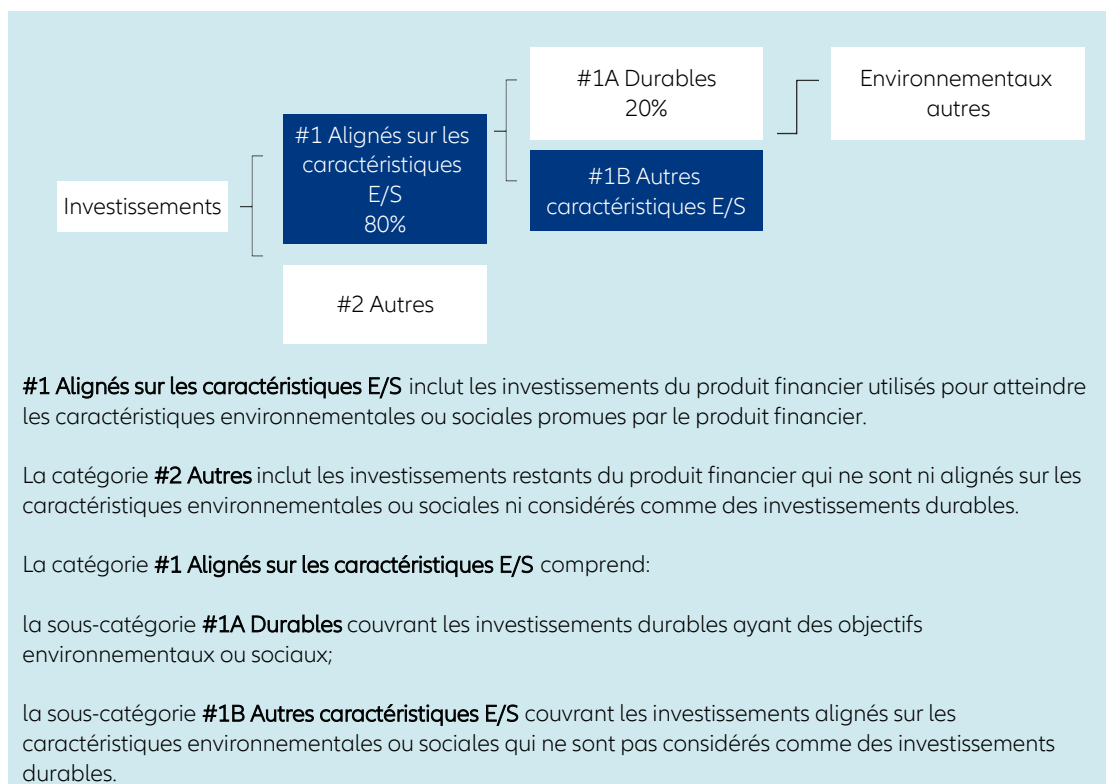 #1A Durables
20%
Environnementaux
autres
#1 Alignés sur les
caractéristiques
E/S
80%
#1B Autres
caractéristiques E/S
Investissements
#2 Autres
#1 Alignés sur les caractéristiques E/S inclut les investissements du produit financier utilisés pour atteindre
les caractéristiques environnementales ou sociales promues par le produit financier.
La catégorie #2 Autres inclut les investissements restants du produit financier qui ne sont ni alignés sur les
caractéristiques environnementales ou sociales ni considérés comme des investissements durables.
La catégorie #1 Alignés sur les caractéristiques E/S comprend:
la sous-catégorie #1A Durables couvrant les investissements durables ayant des objectifs
environnementaux ou sociaux;
la sous-catégorie #1B Autres caractéristiques E/S couvrant les investissements alignés sur les
caractéristiques environnementales ou sociales qui ne sont pas considérés comme des investissements
durables.